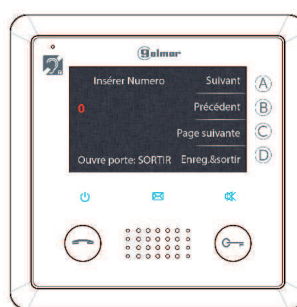 Golmar
Insérer Numero Suivant A
0 Précédent B
Page suivante C
Ouvre porte: SORTIR Enreg.&sortir D